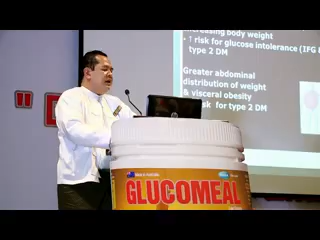 creasing body weight
• ↑ risk for glucose intolerance (IFG &
type 2 DM
Greater abdominal
distribution of weight
& visceral obesity
risk for type 2 DM
"
GLUCOMEAL